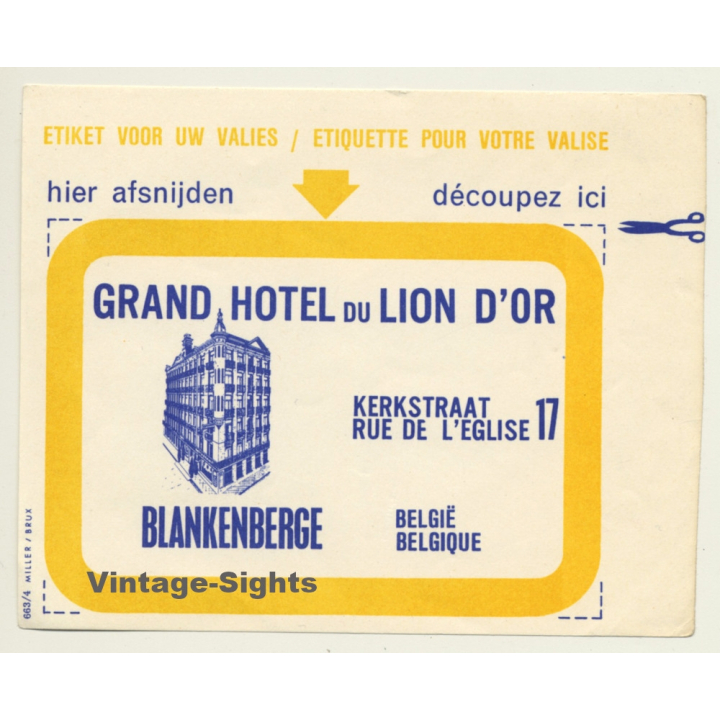 ETIKET VOOR UW VALIES / ETIQUETTE POUR VOTRE VALISE
hier afsnijden découpez ici
GRAND HOTEL DU LION D'OR
KERKSTRAAT
RUE DE L'EGLISE 17
BLANKENBERGE
BELGIË
BELGIQUE
663/4 MILLER / BRUX
Vintage-Sights